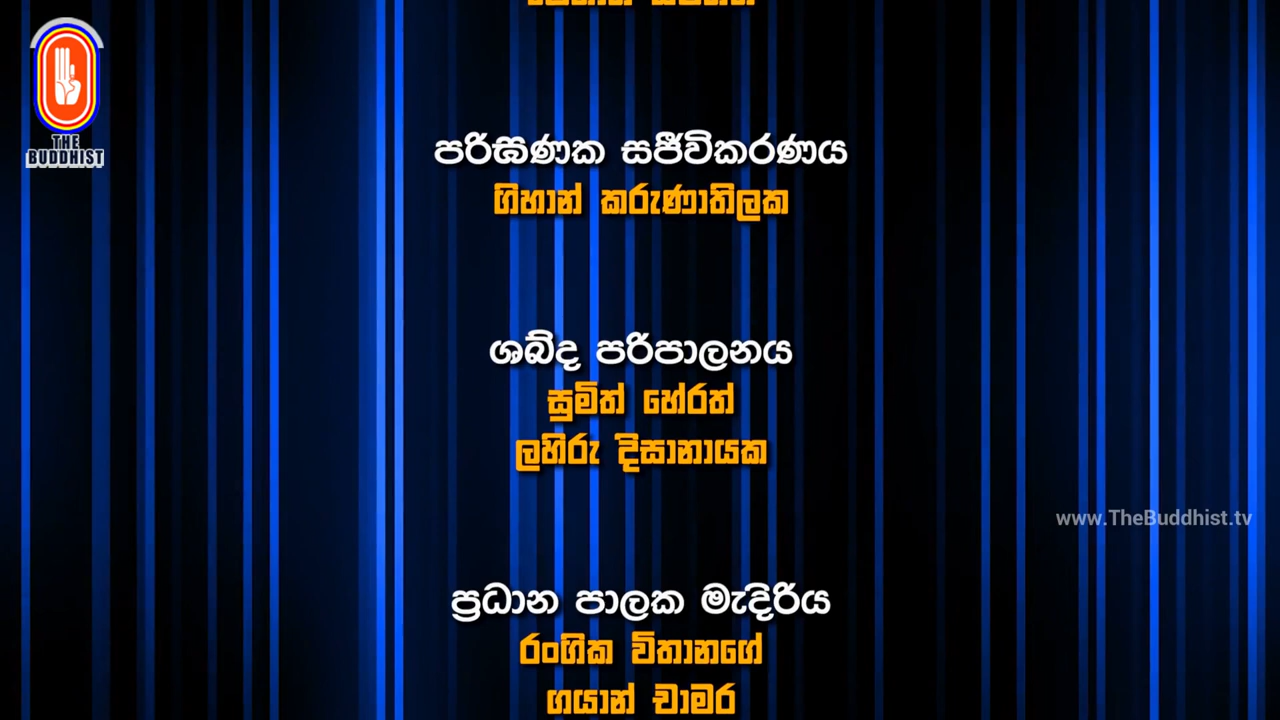 THE
BUDDHIST
පරිඝණක සජීවිකරණය
ගිහාන් කරුණාතිලක
ශබ්ද පරිපාලනය
සුමිත් හේරත්
ලහිරු දිසානායක
www.TheBuddhist.tv
ප්‍රධාන පාලක මැදිරිය
රංගික විතානගේ
ගයාන් චාමර